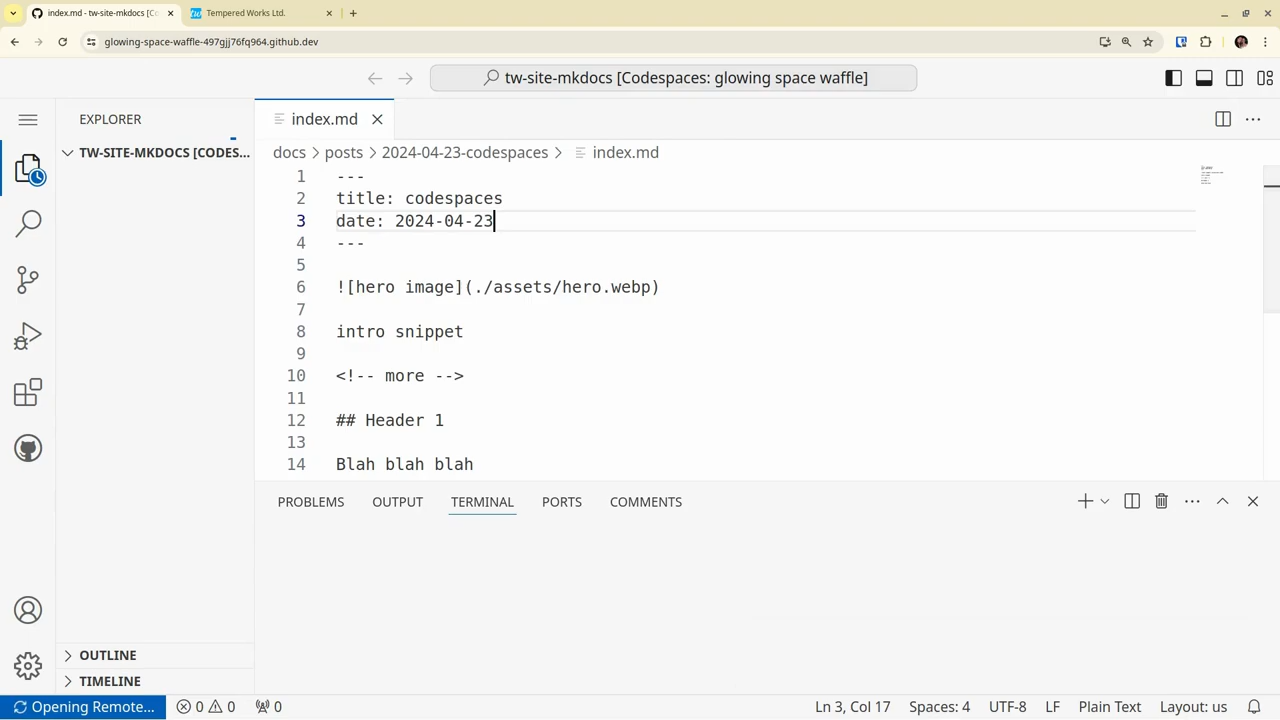 index.md - tw-site-mkdocs [Co
Tempered Works Ltd.
glowing-space-waffle-497gjj76fq964.github.dev
tw-site-mkdocs [Codespaces: glowing space waffle]
EXPLORER
TW-SITE-MKDOCS [CODES...
index.md
docs > posts > 2024-04-23-codespaces > index.md
1 ---
2 title: codespaces
3 date: 2024-04-23
4 ---
5
6 ![hero image](./assets/hero.webp)
7
8 intro snippet
9
10 <!-- more -->
11
12 ## Header 1
13
14 Blah blah blah
PROBLEMS OUTPUT TERMINAL PORTS COMMENTS
OUTLINE
TIMELINE
Opening Remote... 0 0 0 Ln 3, Col 17 Spaces: 4 UTF-8 LF Plain Text Layout: us